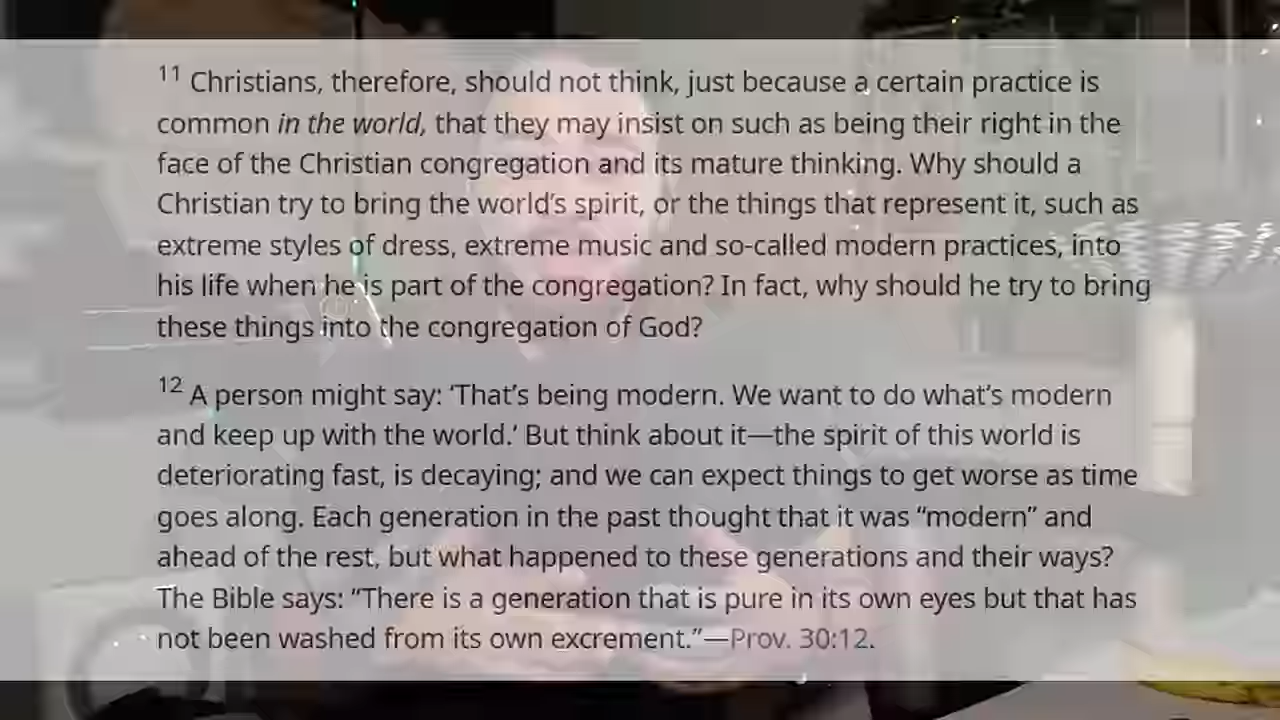 11 Christians, therefore, should not think, just because a certain practice is
common in the world, that they may insist on such as being their right in the
face of the Christian congregation and its mature thinking. Why should a
Christian try to bring the world’s spirit, or the things that represent it, such as
extreme styles of dress, extreme music and so-called modern practices, into
his life when he is part of the congregation? In fact, why should he try to bring
these things into the congregation of God?
12 A person might say: ‘That’s being modern. We want to do what’s modern
and keep up with the world.’ But think about it—the spirit of this world is
deteriorating fast, is decaying; and we can expect things to get worse as time
goes along. Each generation in the past thought that it was “modern” and
ahead of the rest, but what happened to these generations and their ways?
The Bible says: “There is a generation that is pure in its own eyes but that has
not been washed from its own excrement.”—Prov. 30:12.